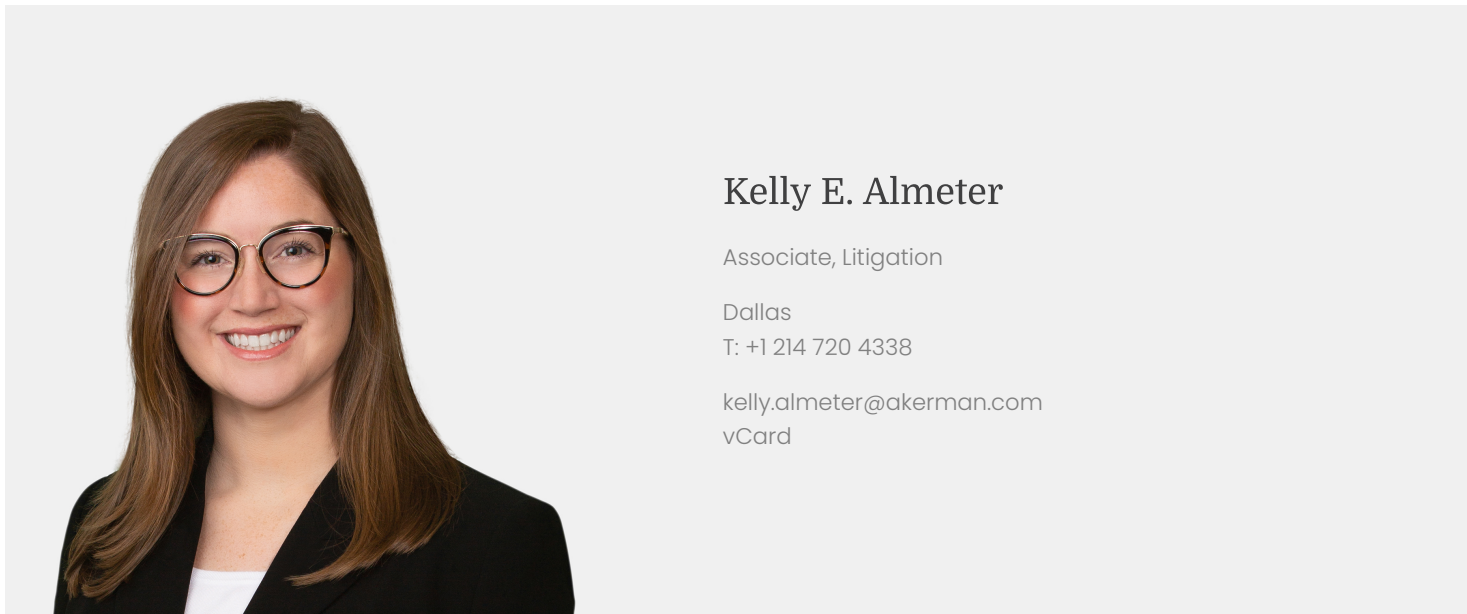 Kelly E. Almeter
Associate, Litigation
Dallas
T: +1 214 720 4338
kelly.almeter@akerman.com
vCard